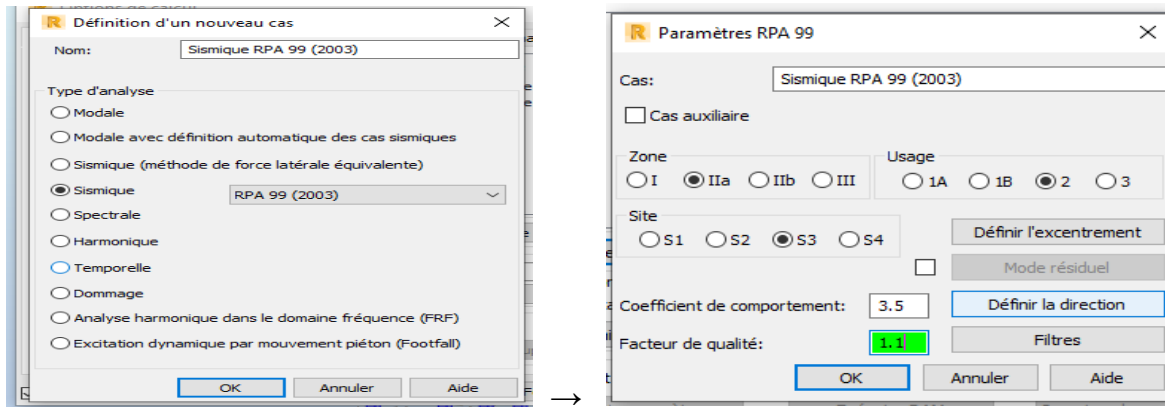 Définition d'un nouveau cas
Nom: Sismique RPA 99 (2003)
Type d'analyse
Modale
Modale avec définition automatique des cas sismiques
Sismique (méthode de force latérale équivalente)
Sismique RPA 99 (2003)
Spectrale
Harmonique
Temporelle
Dommage
Analyse harmonique dans le domaine fréquence (FRF)
Excitation dynamique par mouvement piéton (Footfall)
OK Annuler Aide
→
Paramètres RPA 99
Cas: Sismique RPA 99 (2003)
Cas auxiliaire
Zone Usage
I IIa IIb III 1A 1B 2 3
Site
S1 S2 S3 S4 Définir l'excentrement
Mode résiduel
Coefficient de comportement: 3.5 Définir la direction
Facteur de qualité: 1.1 Filtres
OK Annuler Aide